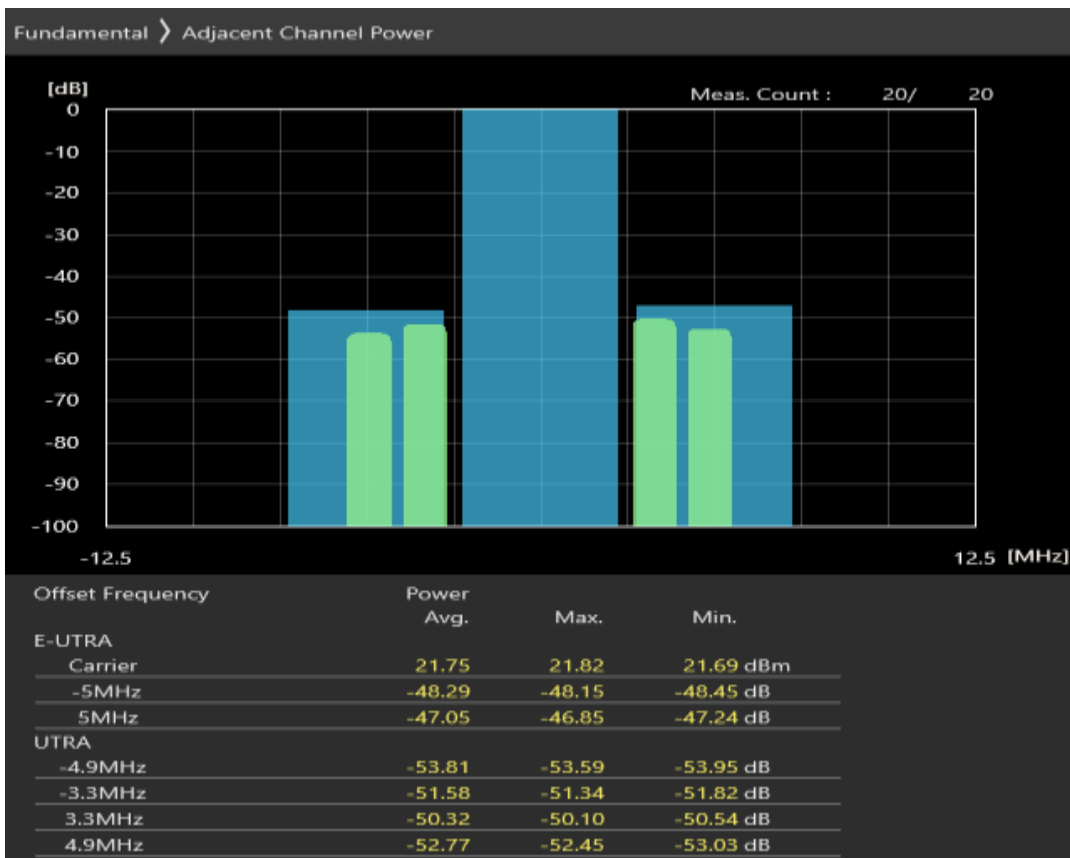 Fundamental 》 Adjacent Channel Power
[dB]
Meas. Count : 20/ 20
0
-10
-20
-30
-40
-50
-60
-70
-80
-90
-100
-12.5 12.5 [MHz]
Offset Frequency Power
Avg. Max. Min.
E-UTRA
Carrier 21.75 21.82 21.69 dBm
-5MHz -48.29 -48.15 -48.45 dB
5MHz -47.05 -46.85 -47.24 dB
UTRA
-4.9MHz -53.81 -53.59 -53.95 dB
-3.3MHz -51.58 -51.34 -51.82 dB
3.3MHz -50.32 -50.10 -50.54 dB
4.9MHz -52.77 -52.45 -53.03 dB